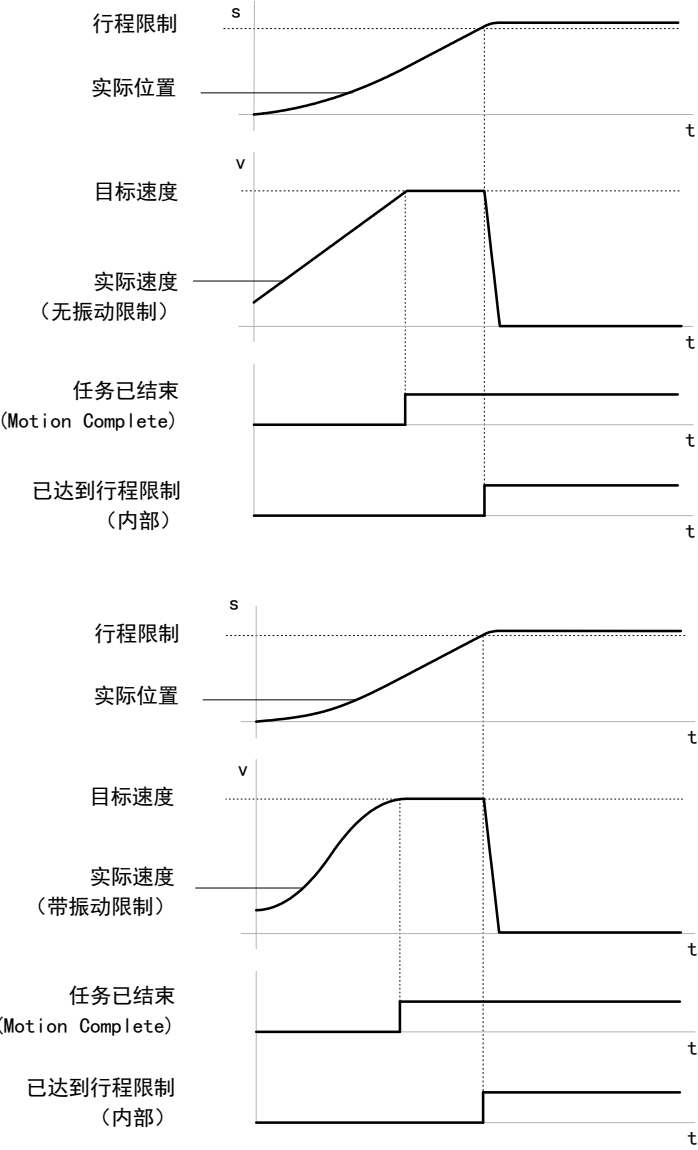 s
行程限制
实际位置
t
v
目标速度
实际速度
（无振动限制）
t
任务已结束
(Motion Complete)
t
已达到行程限制
（内部）
t
s
行程限制
实际位置
t
v
目标速度
实际速度
（带振动限制）
t
任务已结束
(Motion Complete)
t
已达到行程限制
（内部）
t